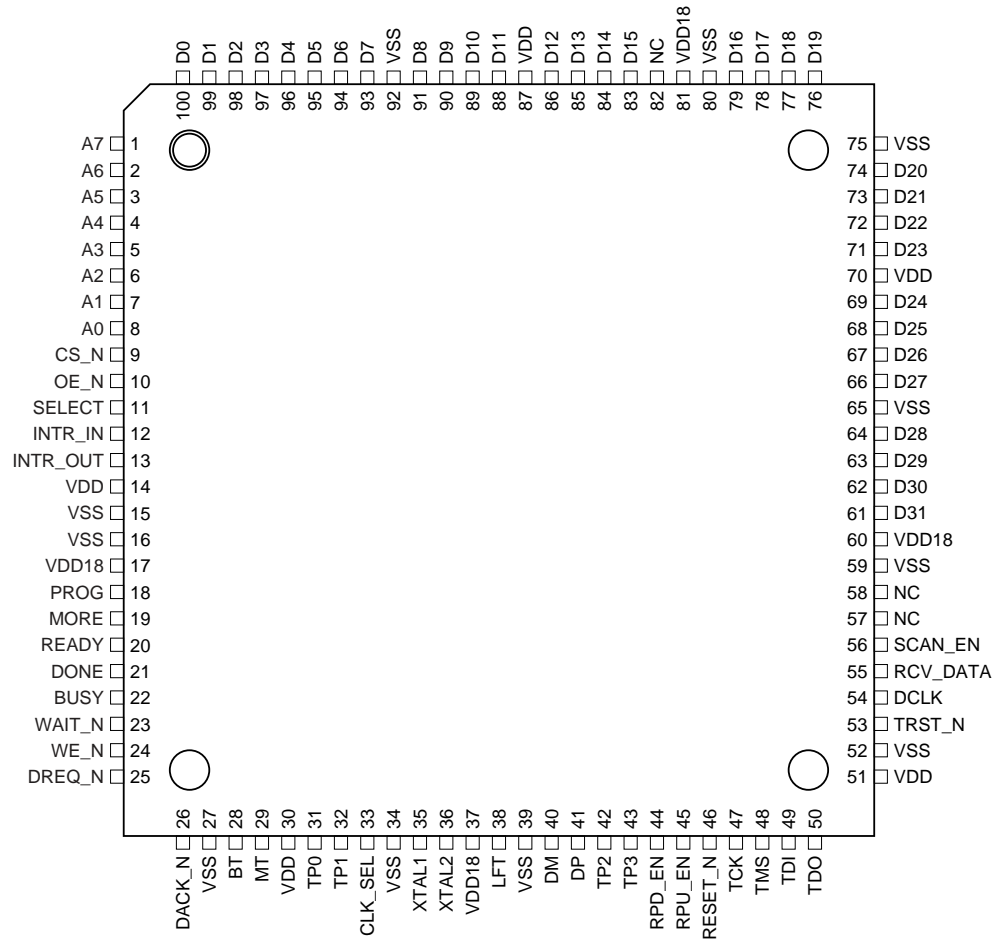 D0 D1 D2 D3 D4 D5 D6 D7 VSS D8 D9 D10 D11 VDD D12 D13 D14 D15 NC VDD18 VSS D16 D17 D18 D19
100 99 98 97 96 95 94 93 92 91 90 89 88 87 86 85 84 83 82 81 80 79 78 77 76
A7 1 75 VSS
A6 2 74 D20
A5 3 73 D21
A4 4 72 D22
A3 5 71 D23
A2 6 70 VDD
A1 7 69 D24
A0 8 68 D25
CS_N 9 67 D26
OE_N 10 66 D27
SELECT 11 65 VSS
INTR_IN 12 64 D28
INTR_OUT 13 63 D29
VDD 14 62 D30
VSS 15 61 D31
VSS 16 60 VDD18
VDD18 17 59 VSS
PROG 18 58 NC
MORE 19 57 NC
READY 20 56 SCAN_EN
DONE 21 55 RCV_DATA
BUSY 22 54 DCLK
WAIT_N 23 53 TRST_N
WE_N 24 52 VSS
DREQ_N 25 51 VDD
26 27 28 29 30 31 32 33 34 35 36 37 38 39 40 41 42 43 44 45 46 47 48 49 50
DACK_N VSS BT MT VDD TP0 TP1 CLK_SEL VSS XTAL1 XTAL2 VDD18 LFT VSS DM DP TP2 TP3 RPD_EN RPU_EN RESET_N TCK TMS TDI TDO